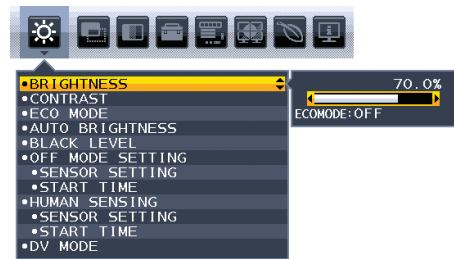 •BRIGHTNESS
•CONTRAST
•ECO MODE
•AUTO BRIGHTNESS
•BLACK LEVEL
•OFF MODE SETTING
•SENSOR SETTING
•START TIME
•HUMAN SENSING
•SENSOR SETTING
•START TIME
•DV MODE
70.0%
ECOMODE:OFF